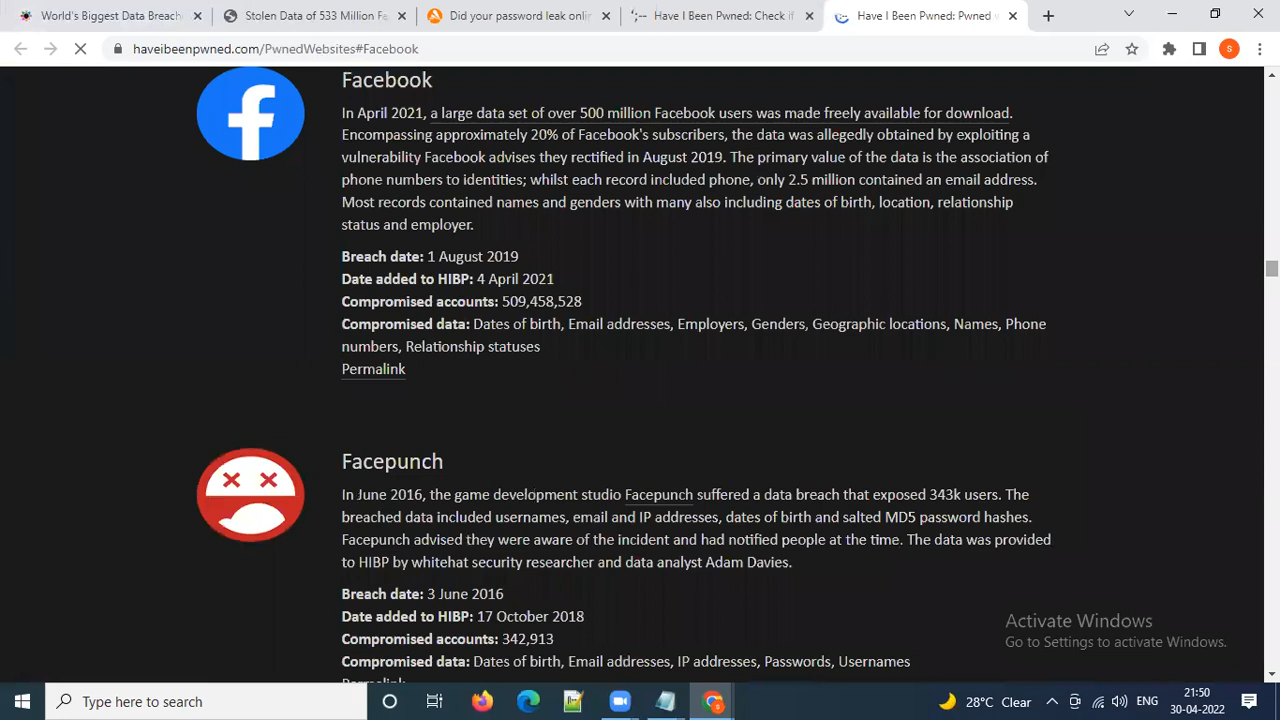 World's Biggest Data Breache
Stolen Data of 533 Million Fa
Did your password leak onlin
Have I Been Pwned: Check if
Have I Been Pwned: Pwned w
haveibeenpwned.com/PwnedWebsites#Facebook
S
Facebook
In April 2021, a large data set of over 500 million Facebook users was made freely available for download.
Encompassing approximately 20% of Facebook's subscribers, the data was allegedly obtained by exploiting a
vulnerability Facebook advises they rectified in August 2019. The primary value of the data is the association of
phone numbers to identities; whilst each record included phone, only 2.5 million contained an email address.
Most records contained names and genders with many also including dates of birth, location, relationship
status and employer.
Breach date: 1 August 2019
Date added to HIBP: 4 April 2021
Compromised accounts: 509,458,528
Compromised data: Dates of birth, Email addresses, Employers, Genders, Geographic locations, Names, Phone
numbers, Relationship statuses
Permalink
Facepunch
In June 2016, the game development studio Facepunch suffered a data breach that exposed 343k users. The
breached data included usernames, email and IP addresses, dates of birth and salted MD5 password hashes.
Facepunch advised they were aware of the incident and had notified people at the time. The data was provided
to HIBP by whitehat security researcher and data analyst Adam Davies.
Breach date: 3 June 2016
Date added to HIBP: 17 October 2018
Compromised accounts: 342,913
Compromised data: Dates of birth, Email addresses, IP addresses, Passwords, Usernames
Permalink
Activate Windows
Go to Settings to activate Windows.
Type here to search
28°C Clear
ENG
21:50
30-04-2022